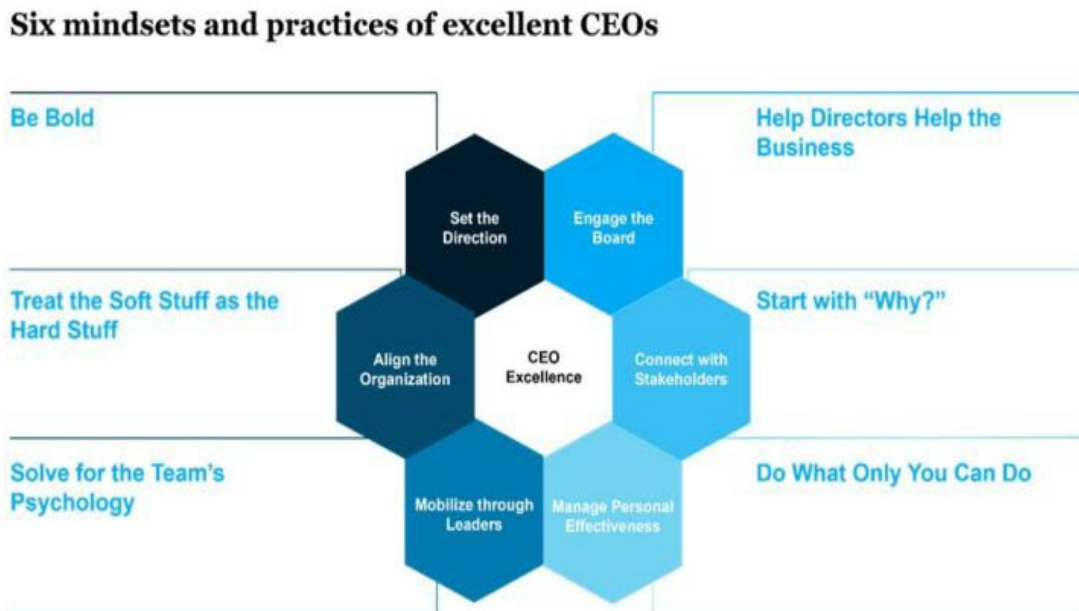 Six mindsets and practices of excellent CEOs
Be Bold
Help Directors Help the
Business
Set the
Direction
Engage the
Board
Treat the Soft Stuff as the
Hard Stuff
Start with “Why?”
Align the
Organization
CEO
Excellence
Connect with
Stakeholders
Solve for the Team’s
Psychology
Do What Only You Can Do
Mobilize through
Leaders
Manage Personal
Effectiveness